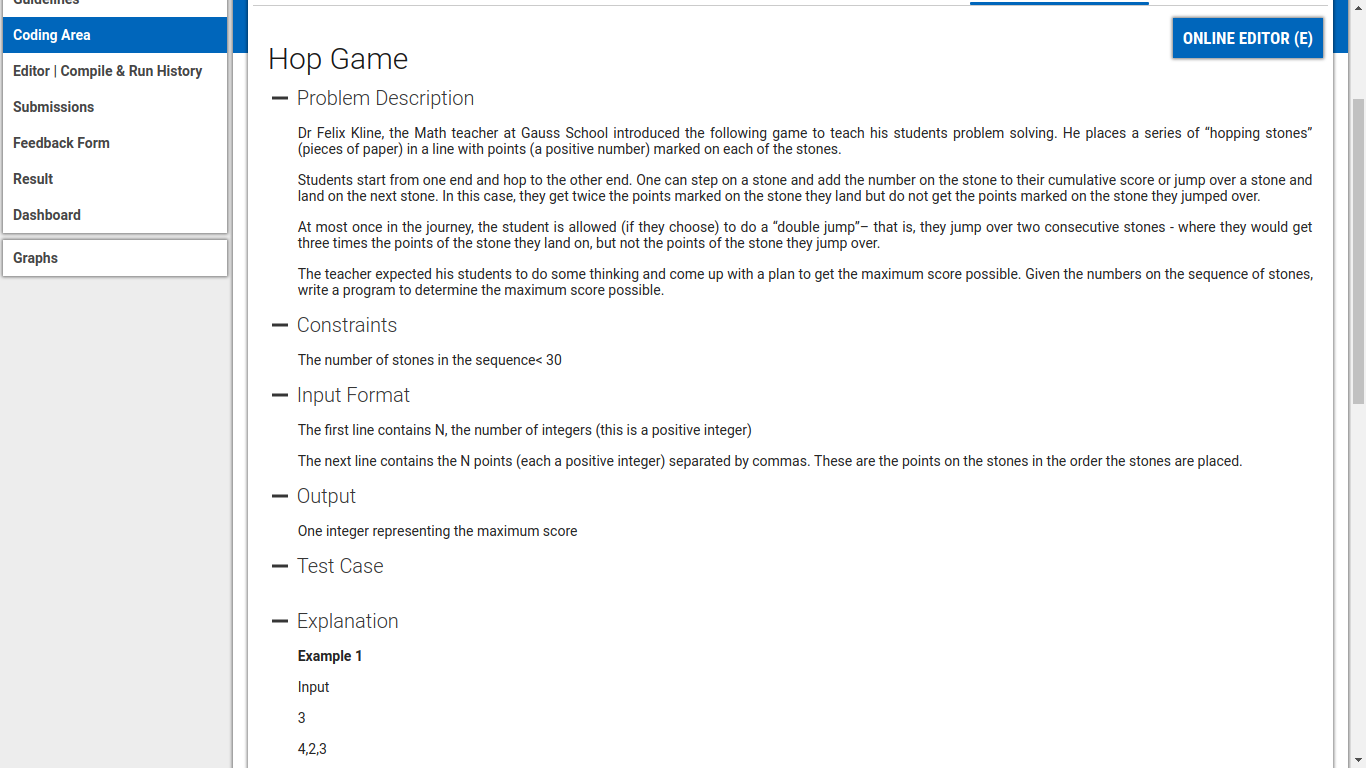 Guidelines
Coding Area
Editor | Compile & Run History
Submissions
Feedback Form
Result
Dashboard
Graphs
ONLINE EDITOR (E)
Hop Game
Problem Description
Dr Felix Kline, the Math teacher at Gauss School introduced the following game to teach his students problem solving. He places a series of “hopping stones”
(pieces of paper) in a line with points (a positive number) marked on each of the stones.
Students start from one end and hop to the other end. One can step on a stone and add the number on the stone to their cumulative score or jump over a stone and
land on the next stone. In this case, they get twice the points marked on the stone they land but do not get the points marked on the stone they jumped over.
At most once in the journey, the student is allowed (if they choose) to do a “double jump”– that is, they jump over two consecutive stones - where they would get
three times the points of the stone they land on, but not the points of the stone they jump over.
The teacher expected his students to do some thinking and come up with a plan to get the maximum score possible. Given the numbers on the sequence of stones,
write a program to determine the maximum score possible.
Constraints
The number of stones in the sequence< 30
Input Format
The first line contains N, the number of integers (this is a positive integer)
The next line contains the N points (each a positive integer) separated by commas. These are the points on the stones in the order the stones are placed.
Output
One integer representing the maximum score
Test Case
Explanation
Example 1
Input
3
4,2,3